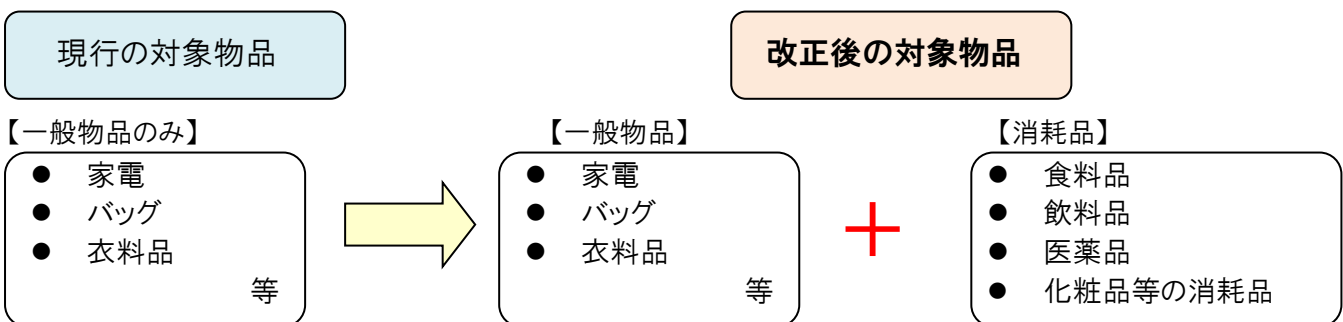 現行の対象物品
改正後の対象物品
【一般物品のみ】
● 家電
● バッグ
● 衣料品
等
【一般物品】
● 家電
● バッグ
● 衣料品
等
＋
【消耗品】
● 食料品
● 飲料品
● 医薬品
● 化粧品等の消耗品